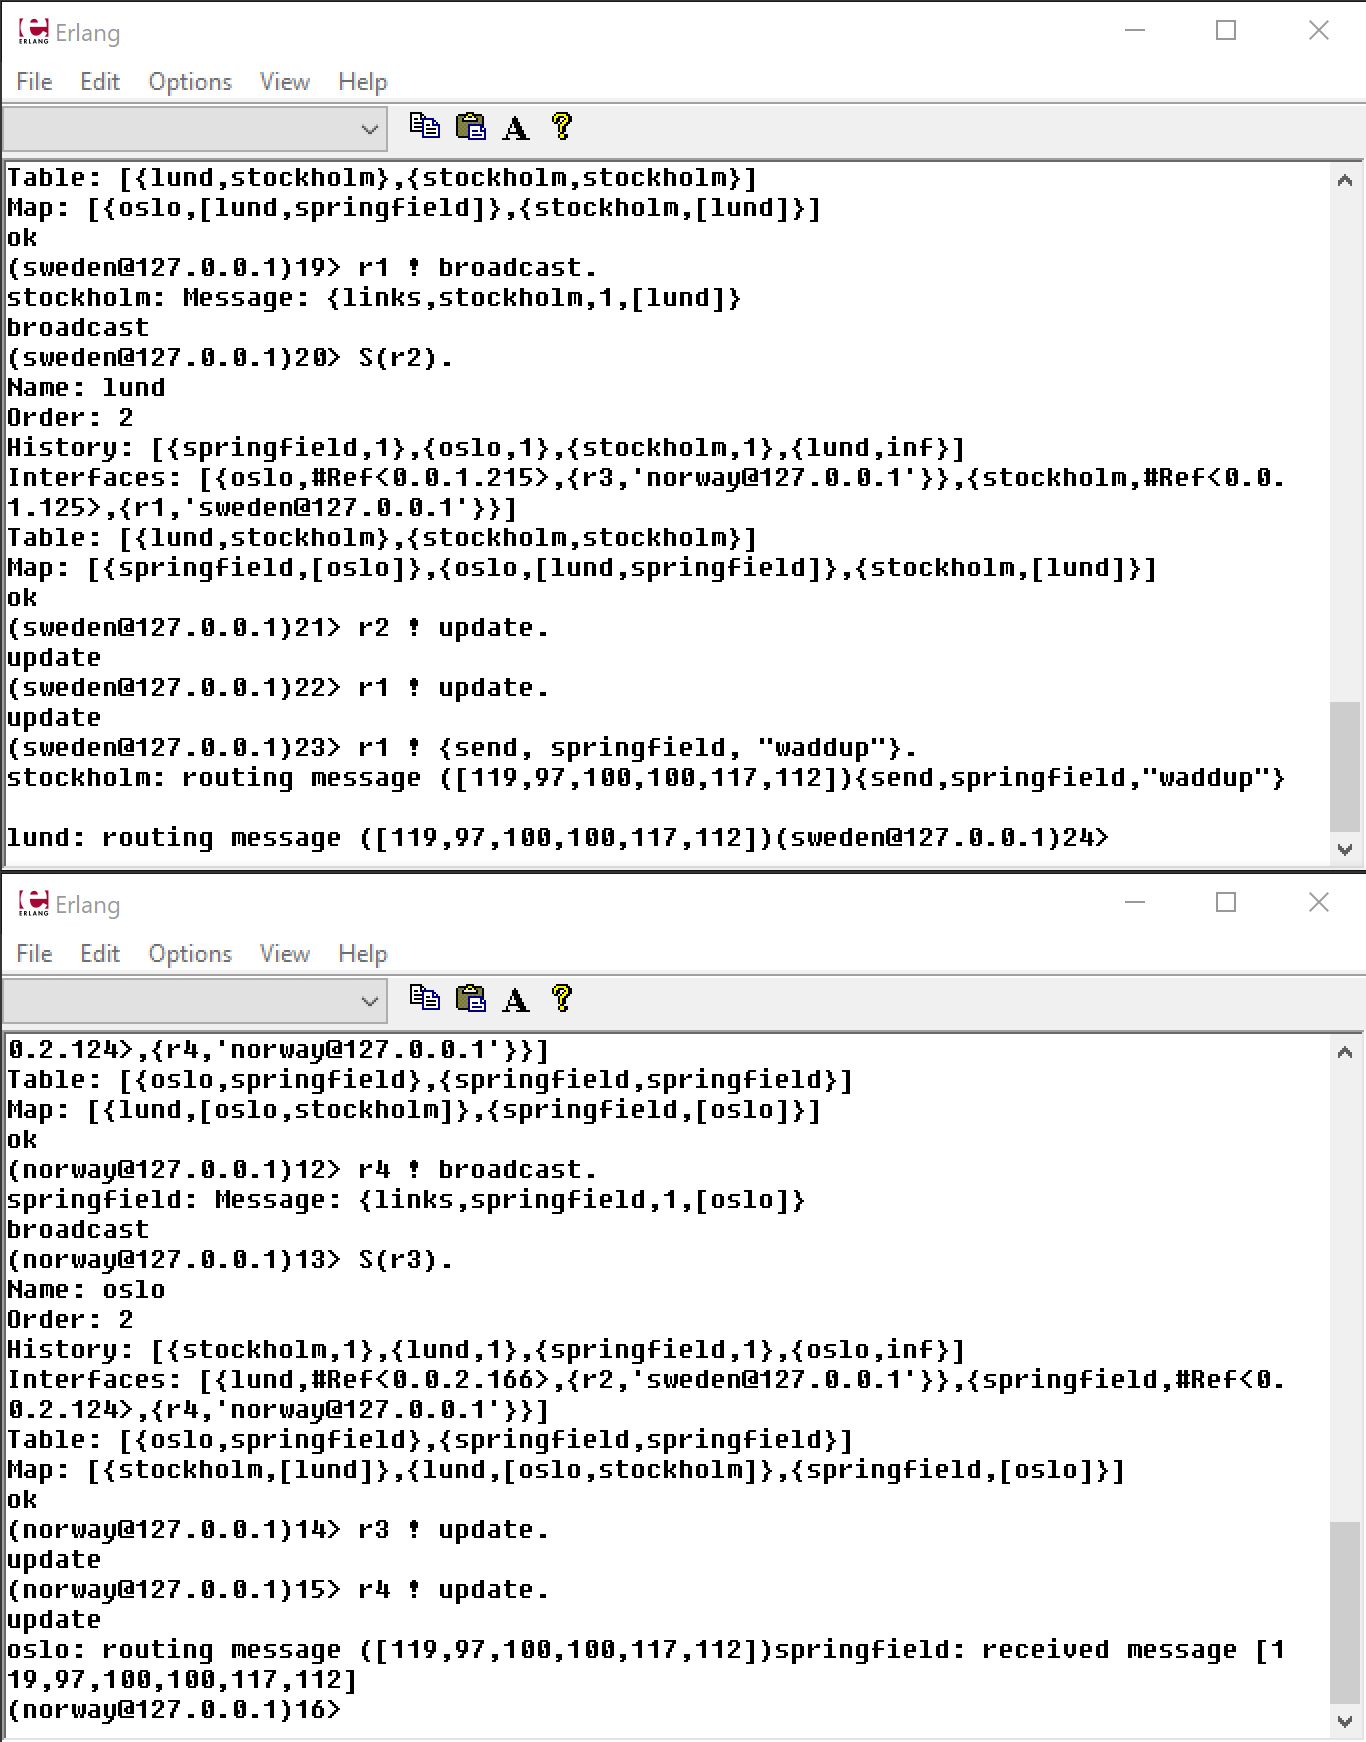 ERLANG Erlang
File Edit Options View Help
A ?
Table: [{lund,stockholm},{stockholm,stockholm}]
Map: [{oslo,[lund,springfield]},{stockholm,[lund]}]
ok
(sweden@127.0.0.1)19> r1 ! broadcast.
stockholm: Message: {links,stockholm,1,[lund]}
broadcast
(sweden@127.0.0.1)20> S(r2).
Name: lund
Order: 2
History: [{springfield,1},{oslo,1},{stockholm,1},{lund,inf}]
Interfaces: [{oslo,#Ref<0.0.1.215>,{r3,'norway@127.0.0.1'}},{stockholm,#Ref<0.0.
1.125>,{r1,'sweden@127.0.0.1'}}]
Table: [{lund,stockholm},{stockholm,stockholm}]
Map: [{springfield,[oslo]},{oslo,[lund,springfield]},{stockholm,[lund]}]
ok
(sweden@127.0.0.1)21> r2 ! update.
update
(sweden@127.0.0.1)22> r1 ! update.
update
(sweden@127.0.0.1)23> r1 ! {send, springfield, "waddup"}.
stockholm: routing message ([119,97,100,100,117,112]){send,springfield,"waddup"}
lund: routing message ([119,97,100,100,117,112])(sweden@127.0.0.1)24>
ERLANG Erlang
File Edit Options View Help
A ?
0.2.124>,{r4,'norway@127.0.0.1'}}]
Table: [{oslo,springfield},{springfield,springfield}]
Map: [{lund,[oslo,stockholm]},{springfield,[oslo]}]
ok
(norway@127.0.0.1)12> r4 ! broadcast.
springfield: Message: {links,springfield,1,[oslo]}
broadcast
(norway@127.0.0.1)13> S(r3).
Name: oslo
Order: 2
History: [{stockholm,1},{lund,1},{springfield,1},{oslo,inf}]
Interfaces: [{lund,#Ref<0.0.2.166>,{r2,'sweden@127.0.0.1'}},{springfield,#Ref<0.
0.2.124>,{r4,'norway@127.0.0.1'}}]
Table: [{oslo,springfield},{springfield,springfield}]
Map: [{stockholm,[lund]},{lund,[oslo,stockholm]},{springfield,[oslo]}]
ok
(norway@127.0.0.1)14> r3 ! update.
update
(norway@127.0.0.1)15> r4 ! update.
update
oslo: routing message ([119,97,100,100,117,112])springfield: received message [1
19,97,100,100,117,112]
(norway@127.0.0.1)16>